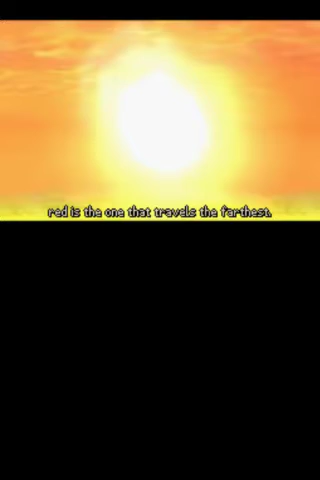 red is the one that travels the farthest.